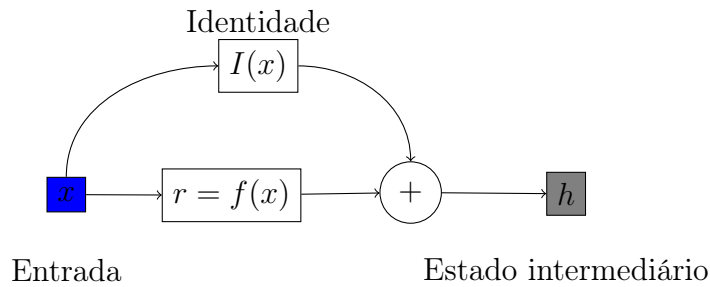 Identidade
I(x)
x
r = f(x)
+
h
Entrada
Estado intermediário